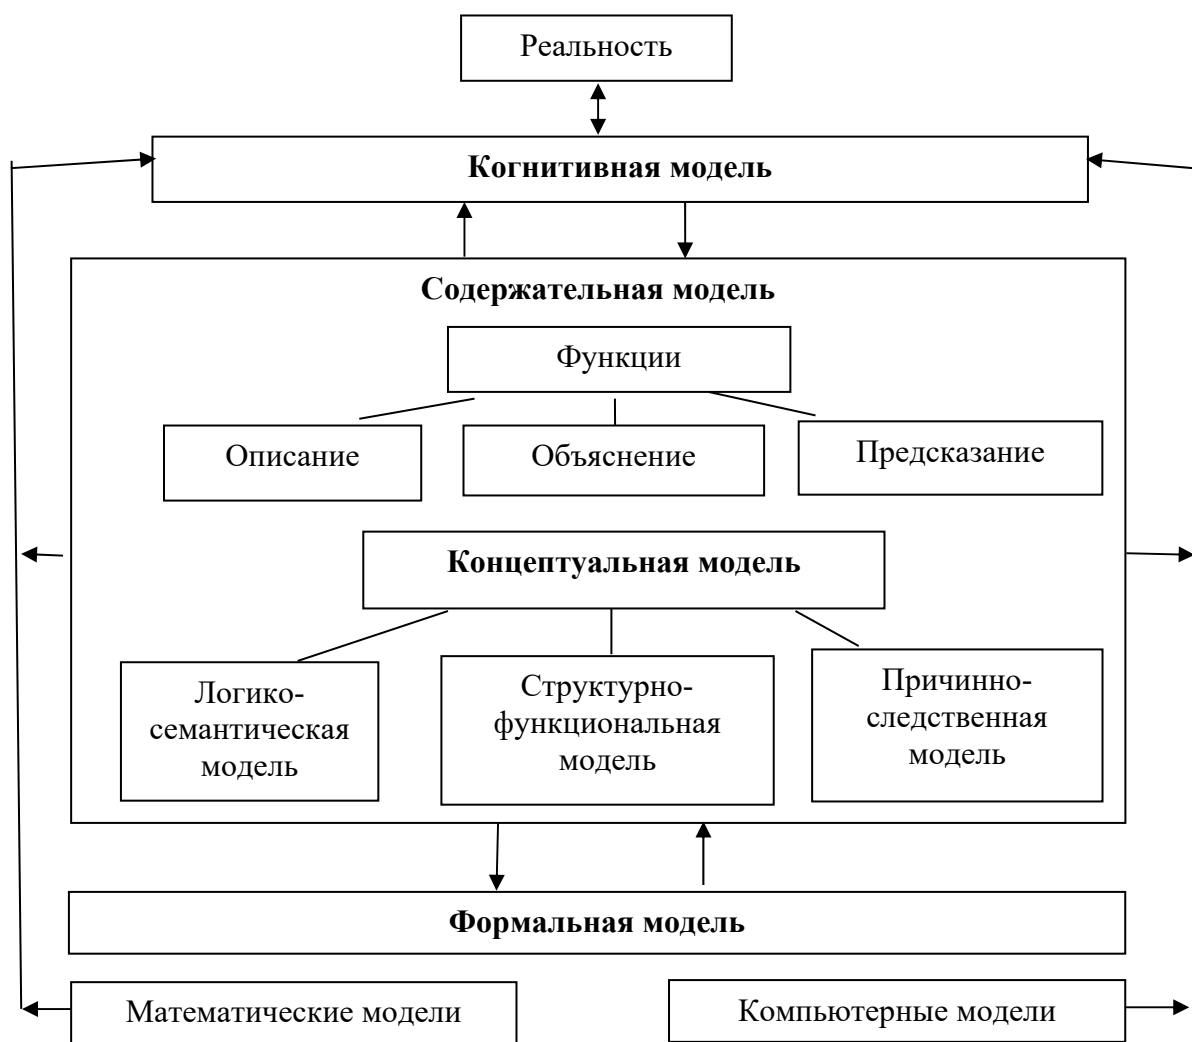 Реальность
Когнитивная модель
Содержательная модель
Функции
Описание
Объяснение
Предсказание
Концептуальная модель
Логико-
семантическая
модель
Структурно-
функциональная
модель
Причинно-
следственная
модель
Формальная модель
Математические модели
Компьютерные модели